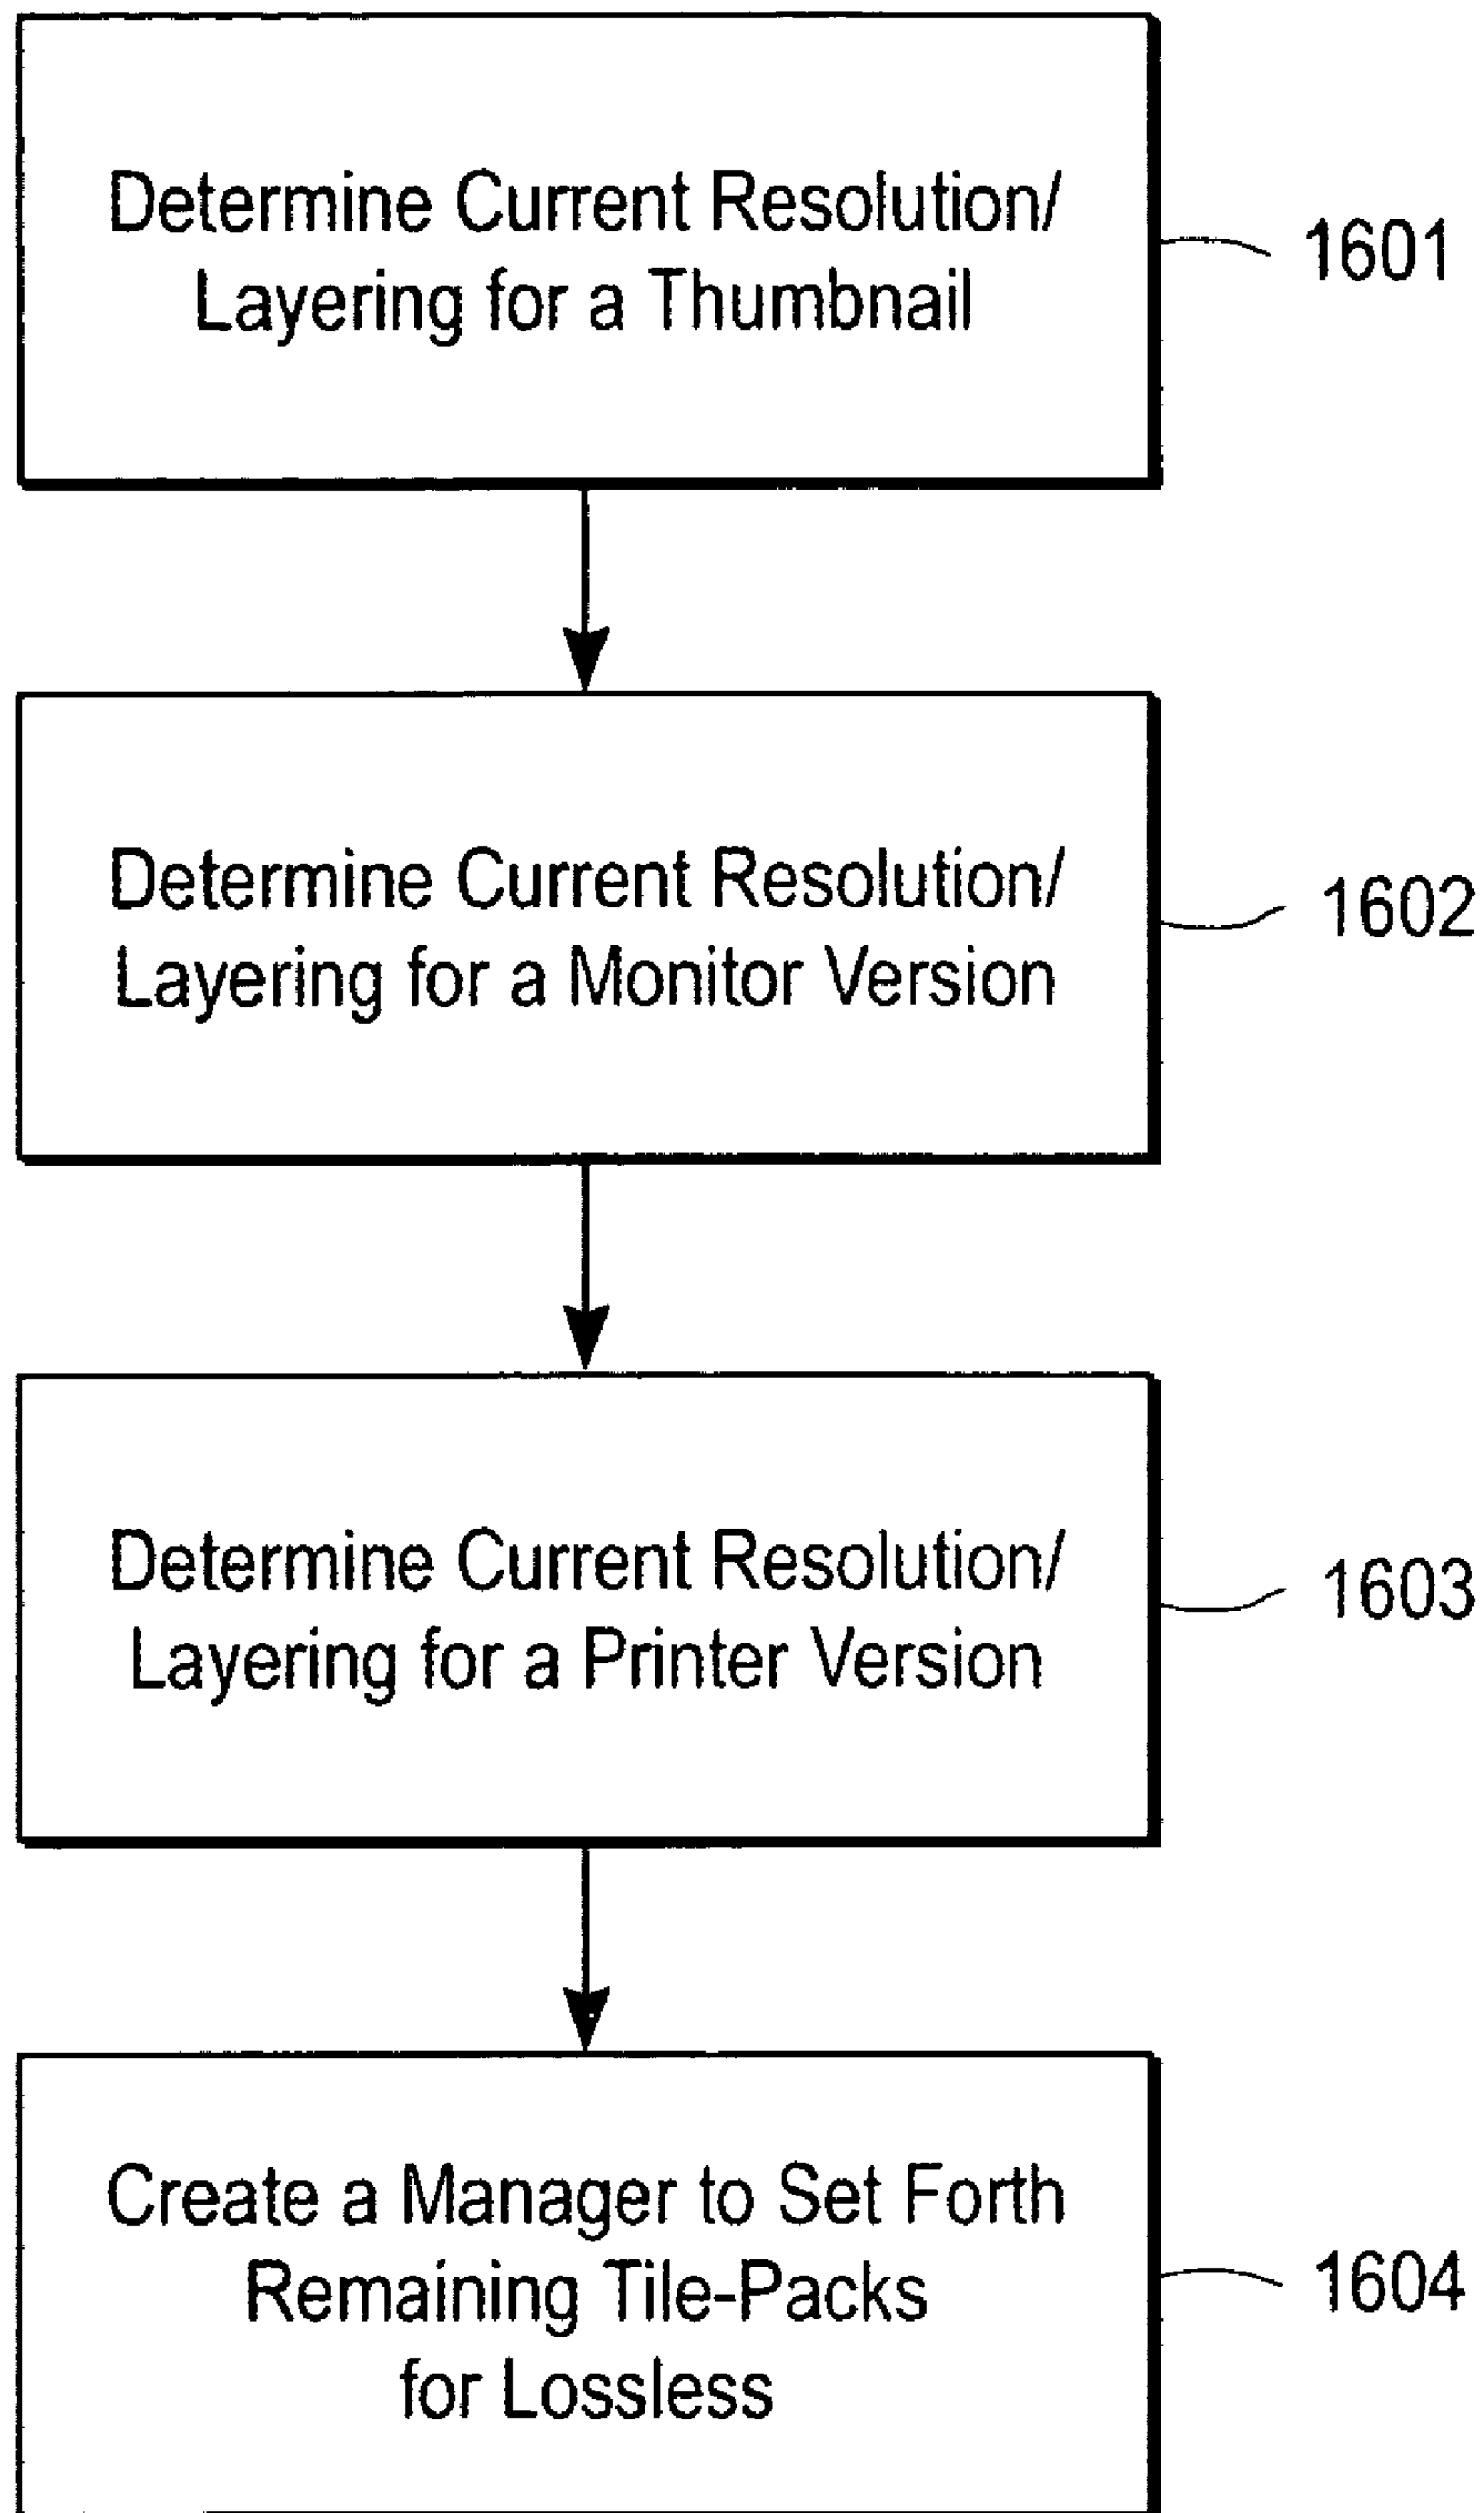 Determine Current Resolution/
Layering for a Thumbnail
1601
Determine Current Resolution/
Layering for a Monitor Version
1602
Determine Current Resolution/
Layering for a Printer Version
1603
Create a Manager to Set Forth
Remaining Tile-Packs
for Lossless
1604